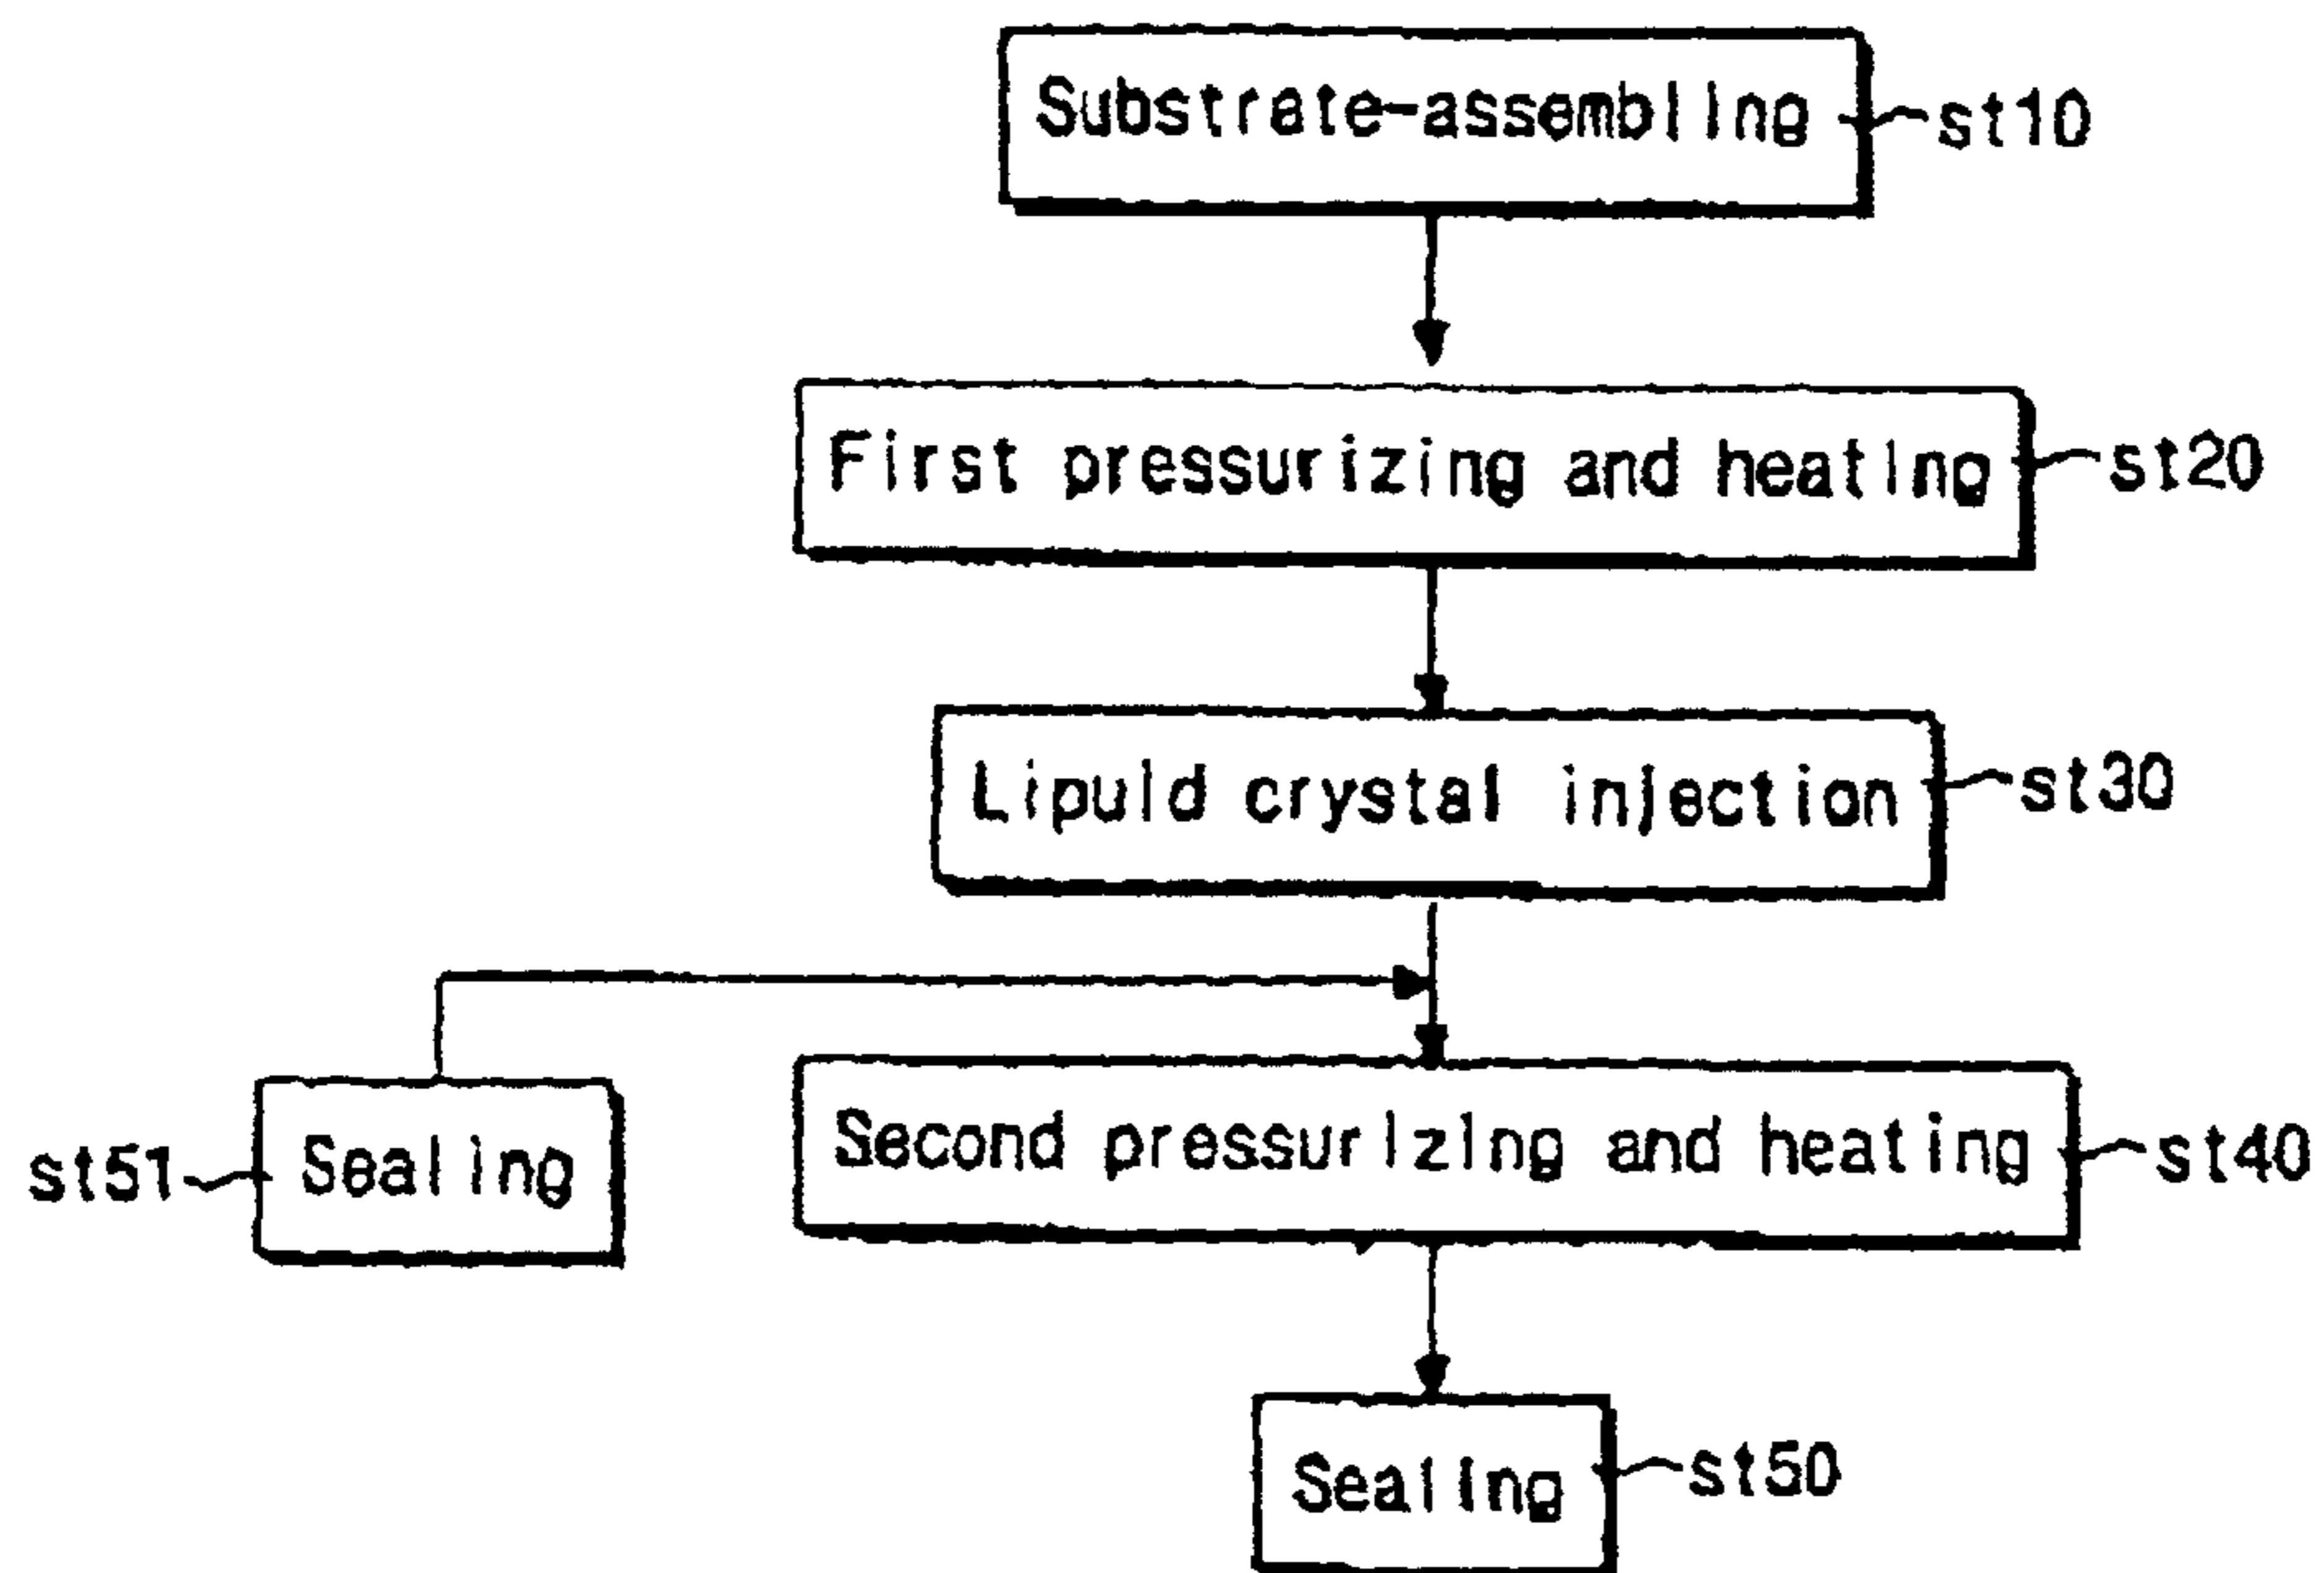 Substrate-assembling st10
First pressurizing and heating st20
Lipuid crystal injection st30
st51 Sealing
Second pressurizing and heating st40
Sealing st50